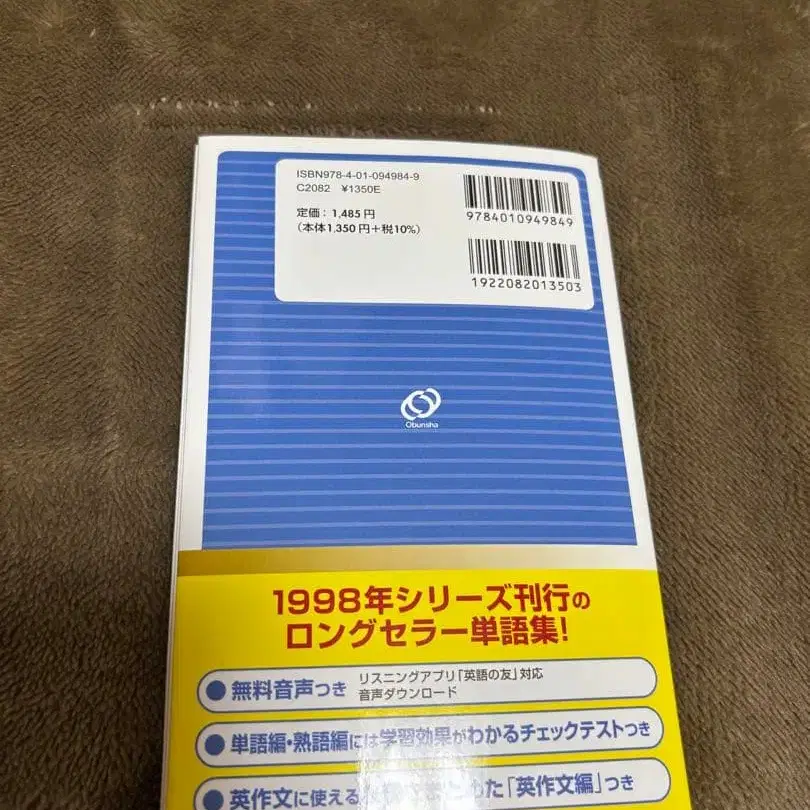 ISBN978-4-01-094984-9
C2082 ¥1350E
定価：1,485円
（本体1,350円＋税10%）
9784010949849
1922082013503
Obunsha
1998年シリーズ刊行の
ロングセラー単語集！
無料音声つき リスニングアプリ「英語の友」対応
音声ダウンロード
単語編・熟語編には学習効果がわかるチェックテストつき
英作文に使える た「英作文編」つき